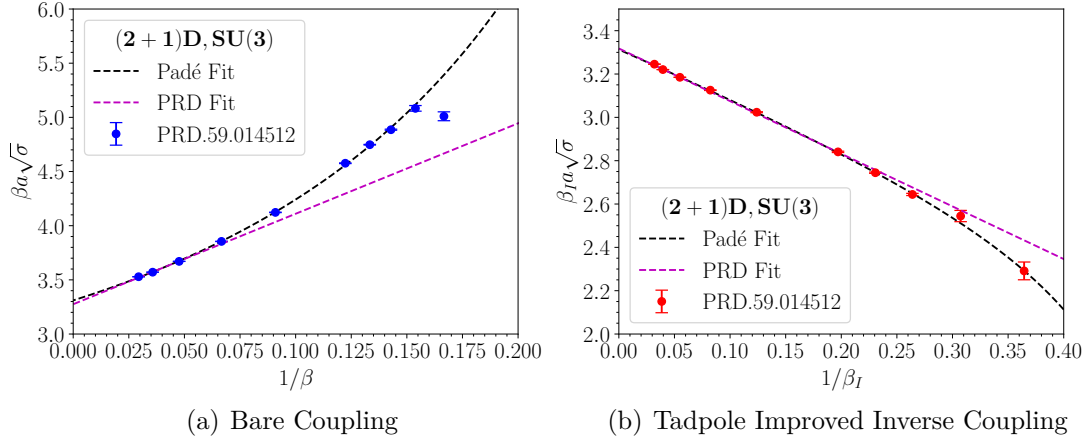 6.0
5.5
5.0
4.5
4.0
3.5
3.0
βa√σ
(2 + 1)D, SU(3)
Padé Fit
PRD Fit
PRD.59.014512
0.000 0.025 0.050 0.075 0.100 0.125 0.150 0.175 0.200
1/β
(a) Bare Coupling
3.4
3.2
3.0
2.8
2.6
2.4
2.2
2.0
β_I a√σ
(2 + 1)D, SU(3)
Padé Fit
PRD Fit
PRD.59.014512
0.00 0.05 0.10 0.15 0.20 0.25 0.30 0.35 0.40
1/β_I
(b) Tadpole Improved Inverse Coupling